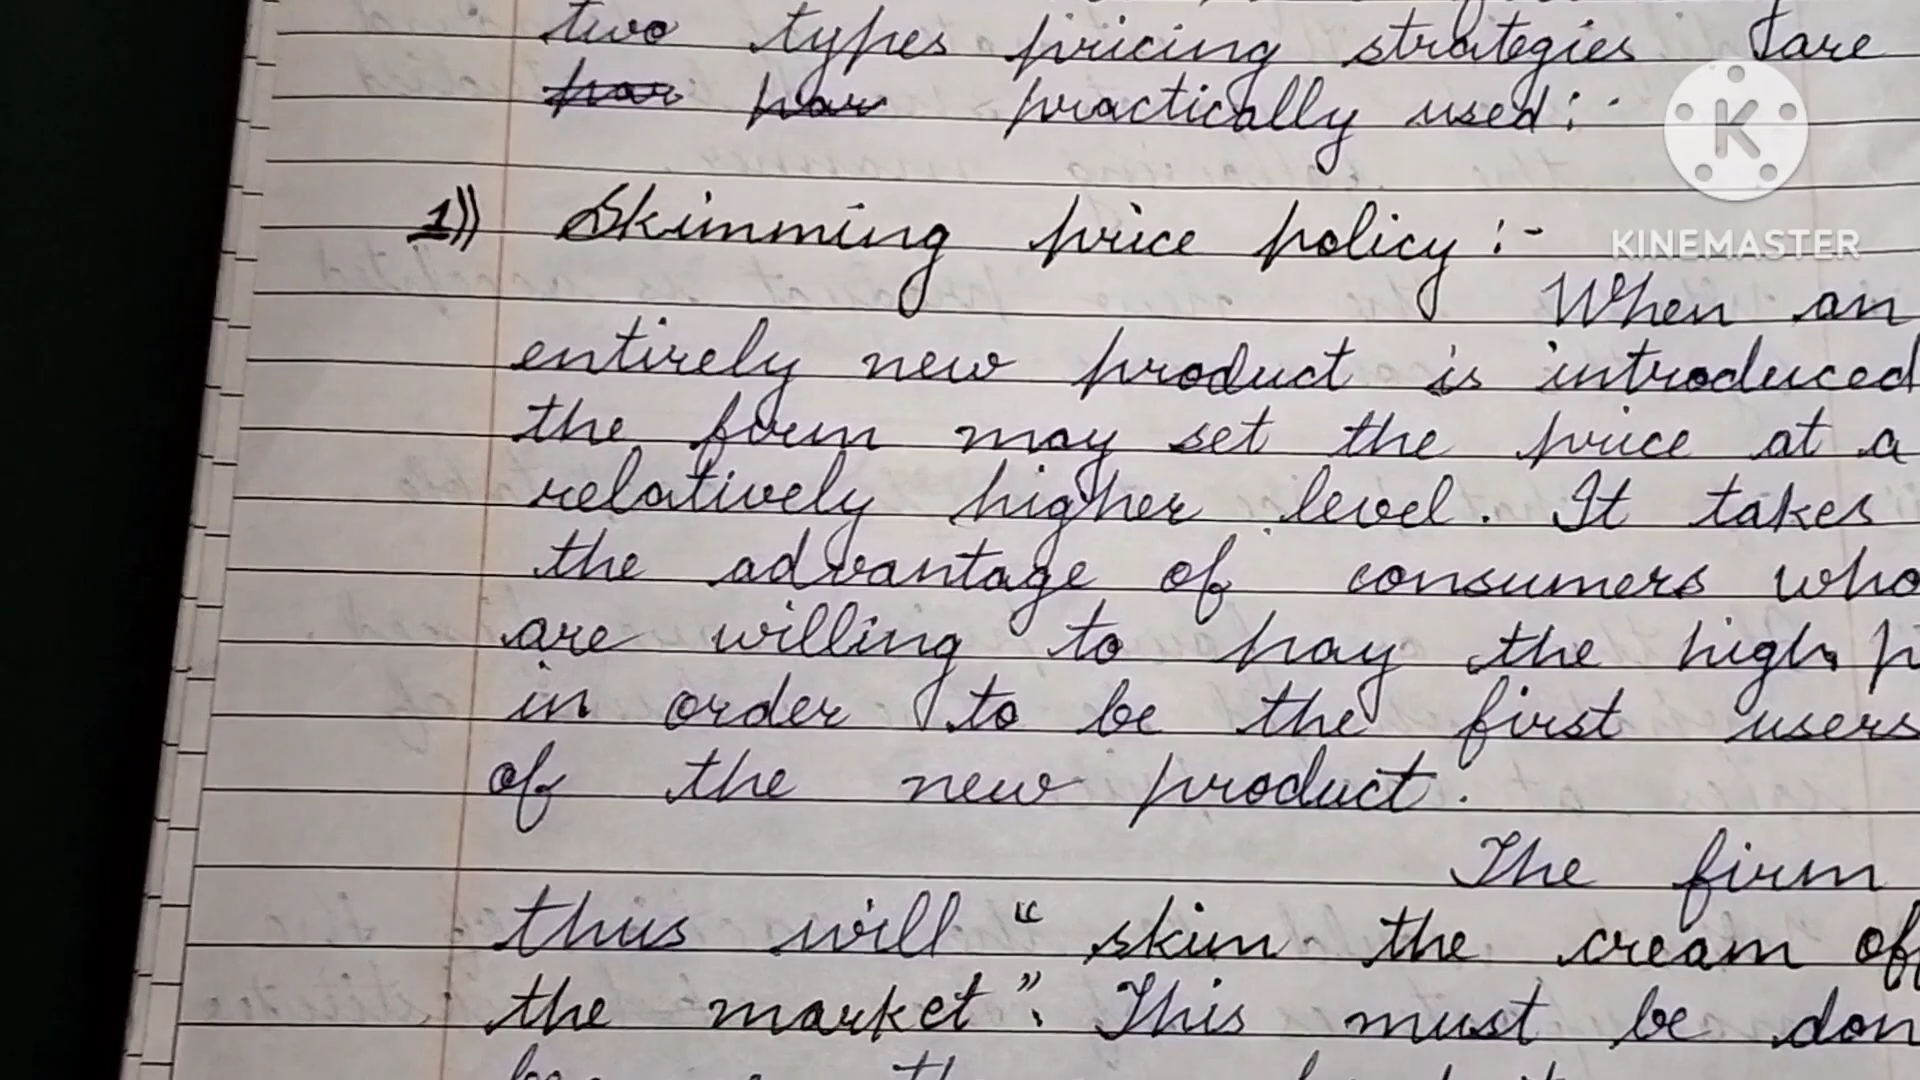 two types pricing strategies are
practically used:-
1)) Skimming price policy :-
When an
entirely new product is introduced
the firm may set the price at a
relatively higher level. It takes
the advantage of consumers who
are willing to pay the high
in order to be the first users
of the new product.
The firm
thus will "skim the cream off
the market". This must be don
K
KINEMASTER